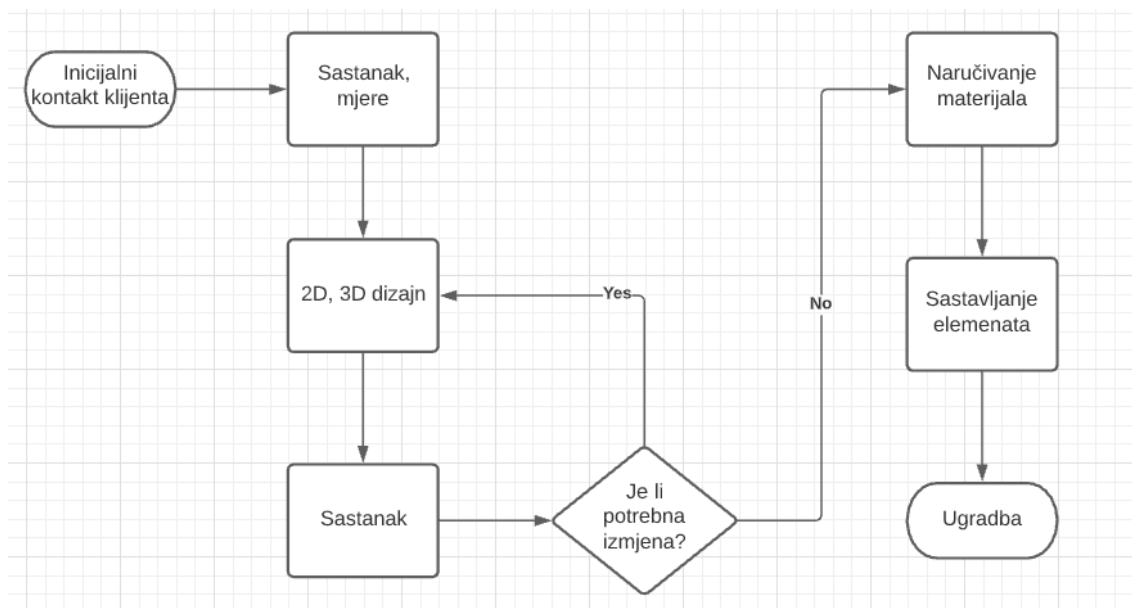 Inicijalni
kontakt klijenta
Sastanak,
mjere
2D, 3D dizajn
Sastanak
Je li
potrebna
izmjena?
Yes
No
Naručivanje
materijala
Sastavljanje
elemenata
Ugradba